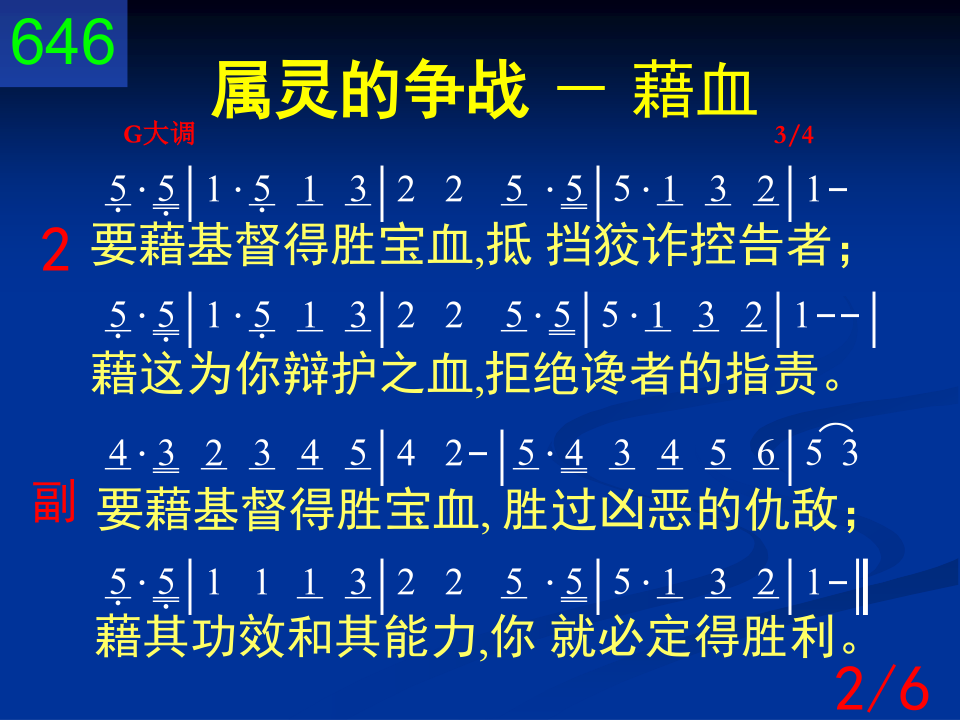 646
属灵的争战 － 藉血
G大调 3/4
5 · 5 | 1 · 5 1 3 | 2 2 5 · 5 | 5 · 1 3 2 | 1 -
2 要藉基督得胜宝血,抵 挡狡诈控告者；
5 · 5 | 1 · 5 1 3 | 2 2 5 · 5 | 5 · 1 3 2 | 1 - - |
藉这为你辩护之血,拒绝谗者的指责。
4 · 3 2 3 4 5 | 4 2 - | 5 · 4 3 4 5 6 | 5 3
副 要藉基督得胜宝血, 胜过凶恶的仇敌；
5 · 5 | 1 1 1 3 | 2 2 5 · 5 | 5 · 1 3 2 | 1 - ‖
藉其功效和其能力,你 就必定得胜利。
2/6